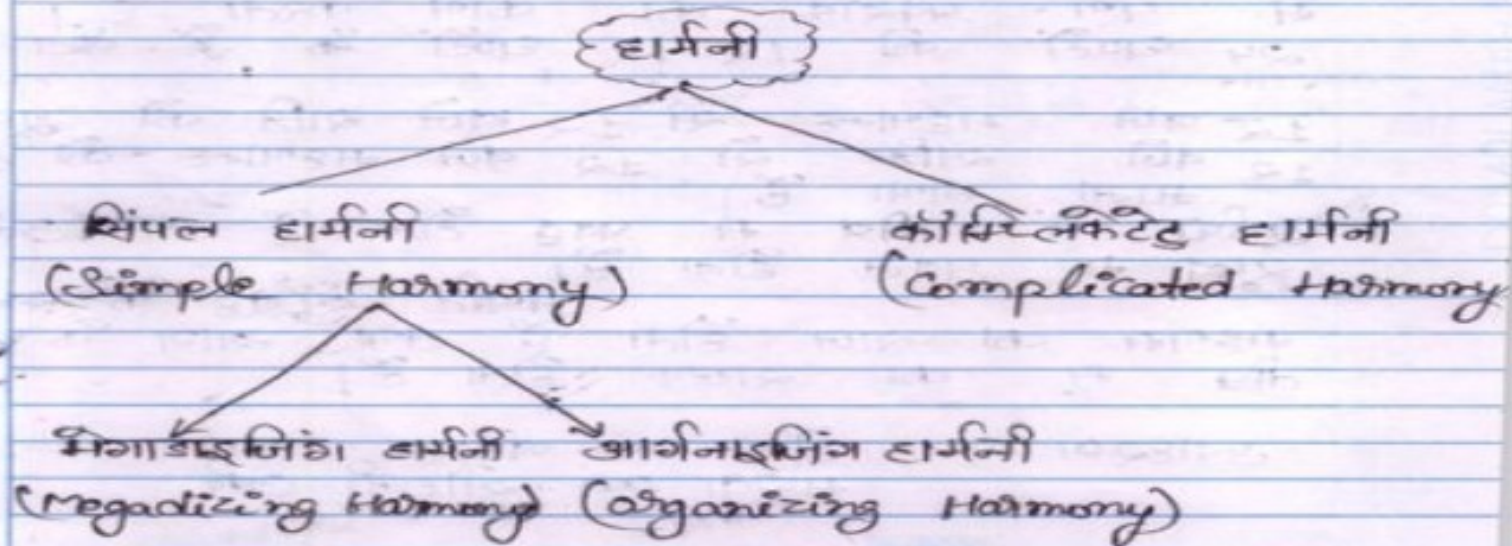 हार्मनी
सिंपल हार्मनी
(Simple Harmony)
कॉम्प्लिकेटेड हार्मनी
(Complicated Harmony
मेगाडाइजिंग हार्मनी
(Megadizing Harmony)
आर्गनाइजिंग हार्मनी
(Organizing Harmony)